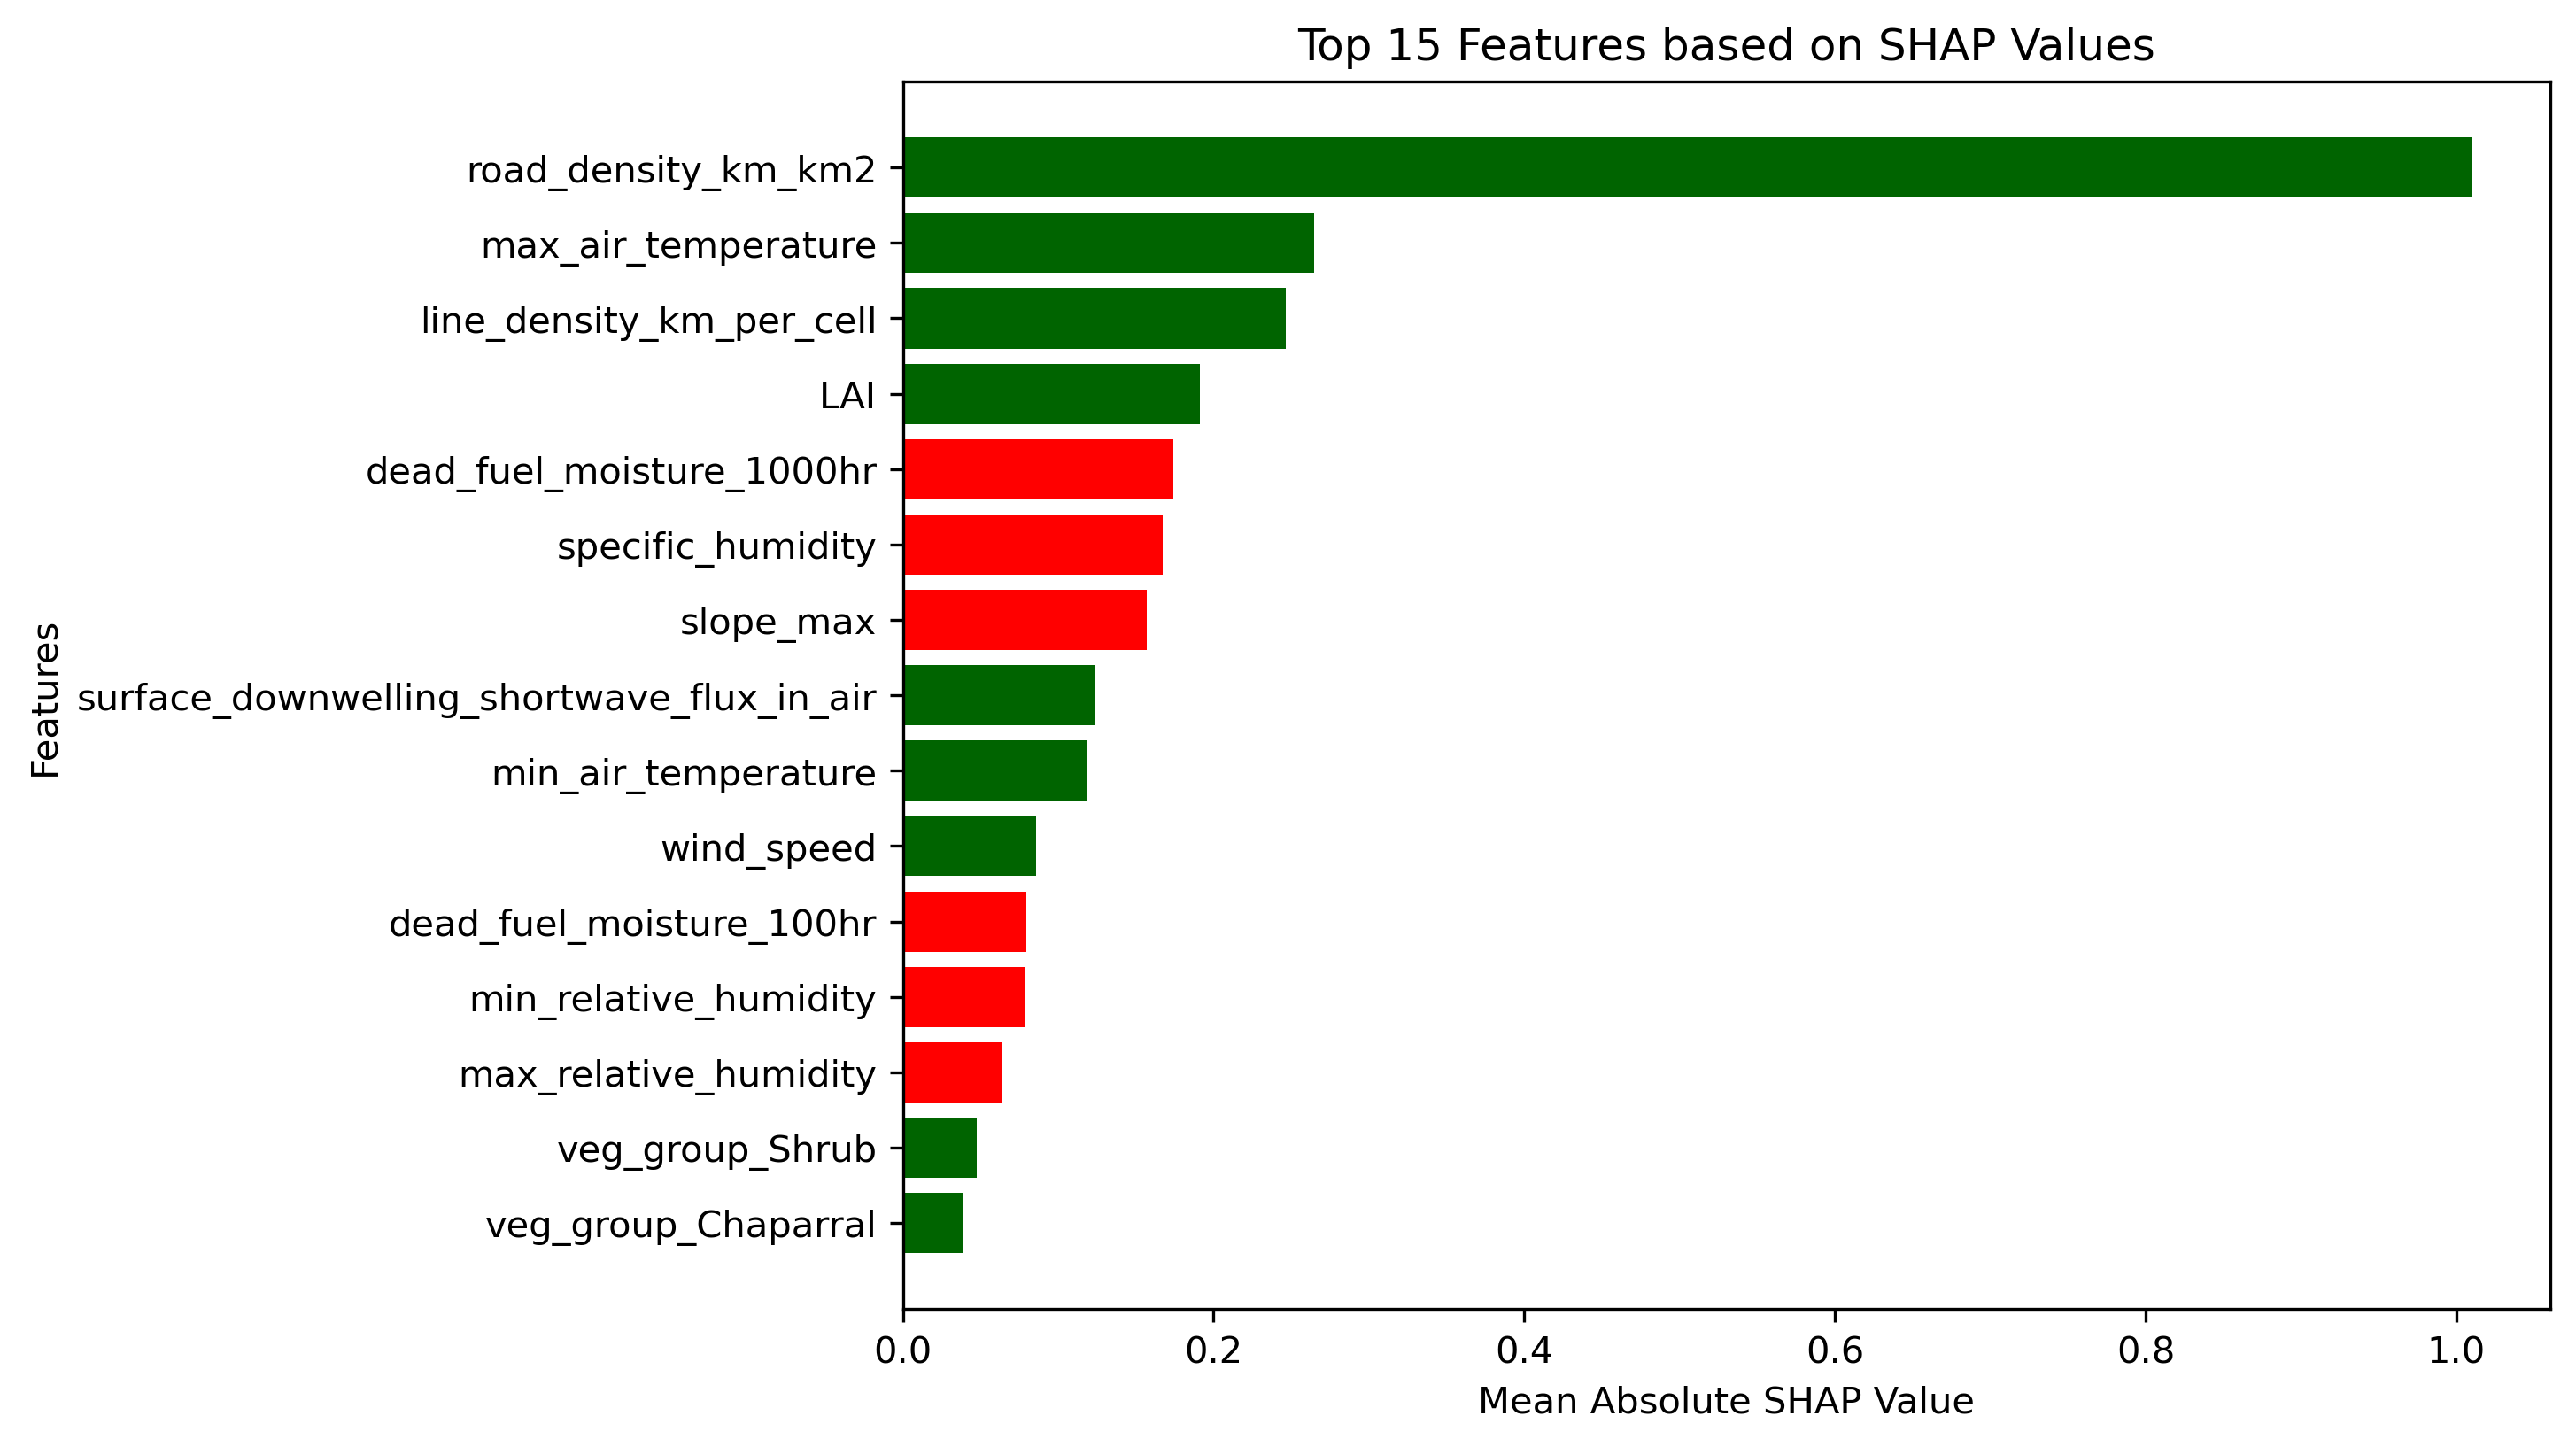 Top 15 Features based on SHAP Values
road_density_km_km2
max_air_temperature
line_density_km_per_cell
LAI
dead_fuel_moisture_1000hr
specific_humidity
slope_max
surface_downwelling_shortwave_flux_in_air
min_air_temperature
wind_speed
dead_fuel_moisture_100hr
min_relative_humidity
max_relative_humidity
veg_group_Shrub
veg_group_Chaparral
Features
0.0 0.2 0.4 0.6 0.8 1.0
Mean Absolute SHAP Value